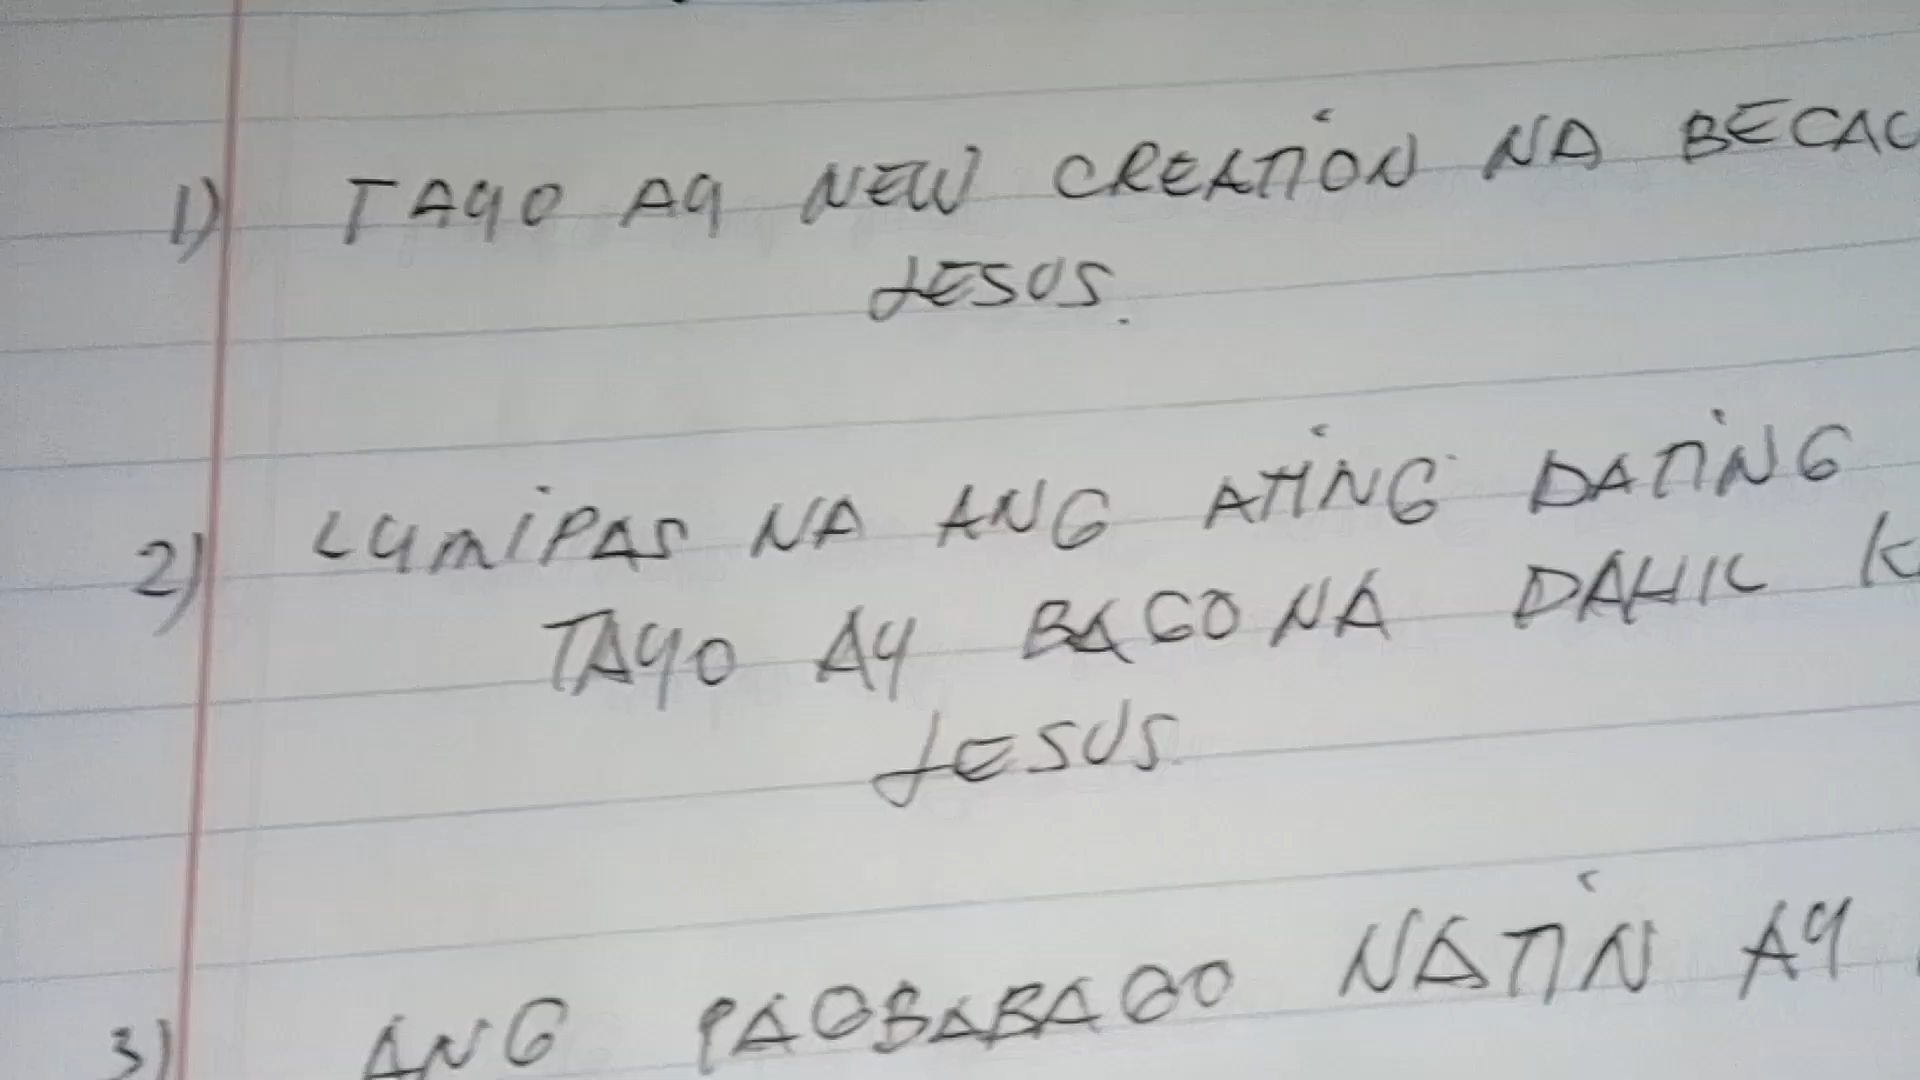 1) TAYO AY NEW CREATION NA BECAU
JESUS.
2) LUMIPAS NA ANG ATING DATING
TAYO AY BAGO NA DAHIL K
JESUS.
3) ANG PAGBABAGO NATIN AY